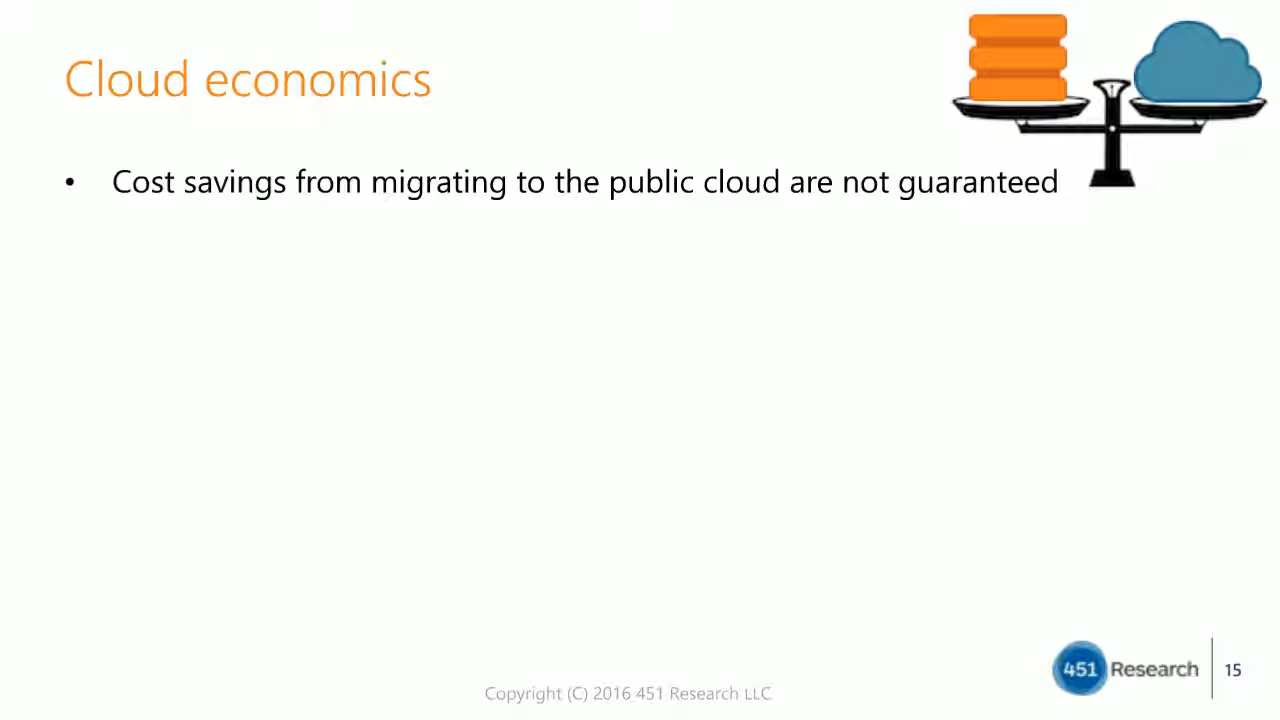 Cloud economics
• Cost savings from migrating to the public cloud are not guaranteed
451 Research
15
Copyright (C) 2016 451 Research LLC